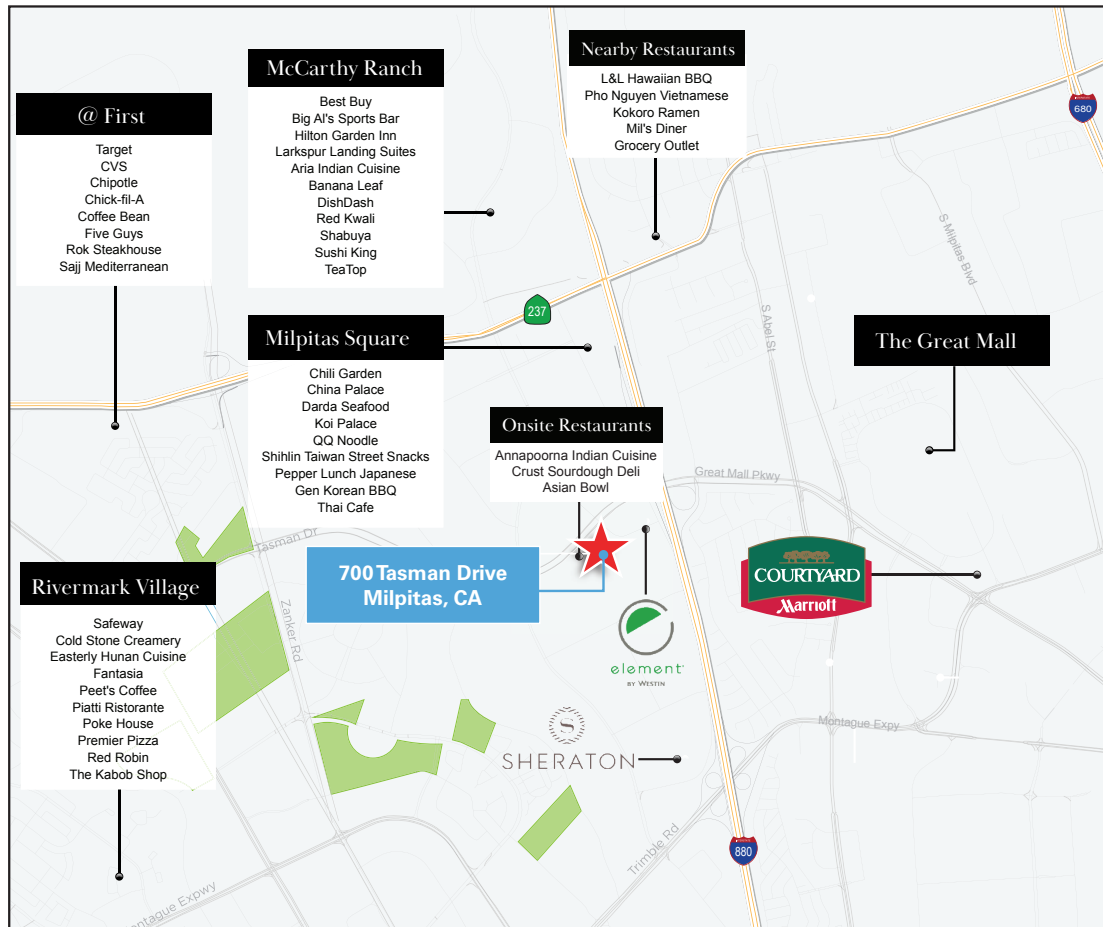 @ First
Target
CVS
Chipotle
Chick-fil-A
Coffee Bean
Five Guys
Rok Steakhouse
Sajj Mediterranean
McCarthy Ranch
Best Buy
Big Al's Sports Bar
Hilton Garden Inn
Larkspur Landing Suites
Aria Indian Cuisine
Banana Leaf
DishDash
Red Kwali
Shabuya
Sushi King
TeaTop
Nearby Restaurants
L&L Hawaiian BBQ
Pho Nguyen Vietnamese
Kokoro Ramen
Mil's Diner
Grocery Outlet
680
S Milpitas Blvd
237
S Abel St
Milpitas Square
Chili Garden
China Palace
Darda Seafood
Koi Palace
QQ Noodle
Shihlin Taiwan Street Snacks
Pepper Lunch Japanese
Gen Korean BBQ
Thai Cafe
The Great Mall
Onsite Restaurants
Annapoorna Indian Cuisine
Crust Sourdough Deli
Asian Bowl
Great Mall Pkwy
Tasman Dr
700 Tasman Drive
Milpitas, CA
COURTYARD
Marriott
Rivermark Village
Safeway
Cold Stone Creamery
Easterly Hunan Cuisine
Fantasia
Peet's Coffee
Piatti Ristorante
Poke House
Premier Pizza
Red Robin
The Kabob Shop
Zanker Rd
element
BY WESTIN
S
SHERATON
Montague Expy
Trimble Rd
880
ontague Expwy